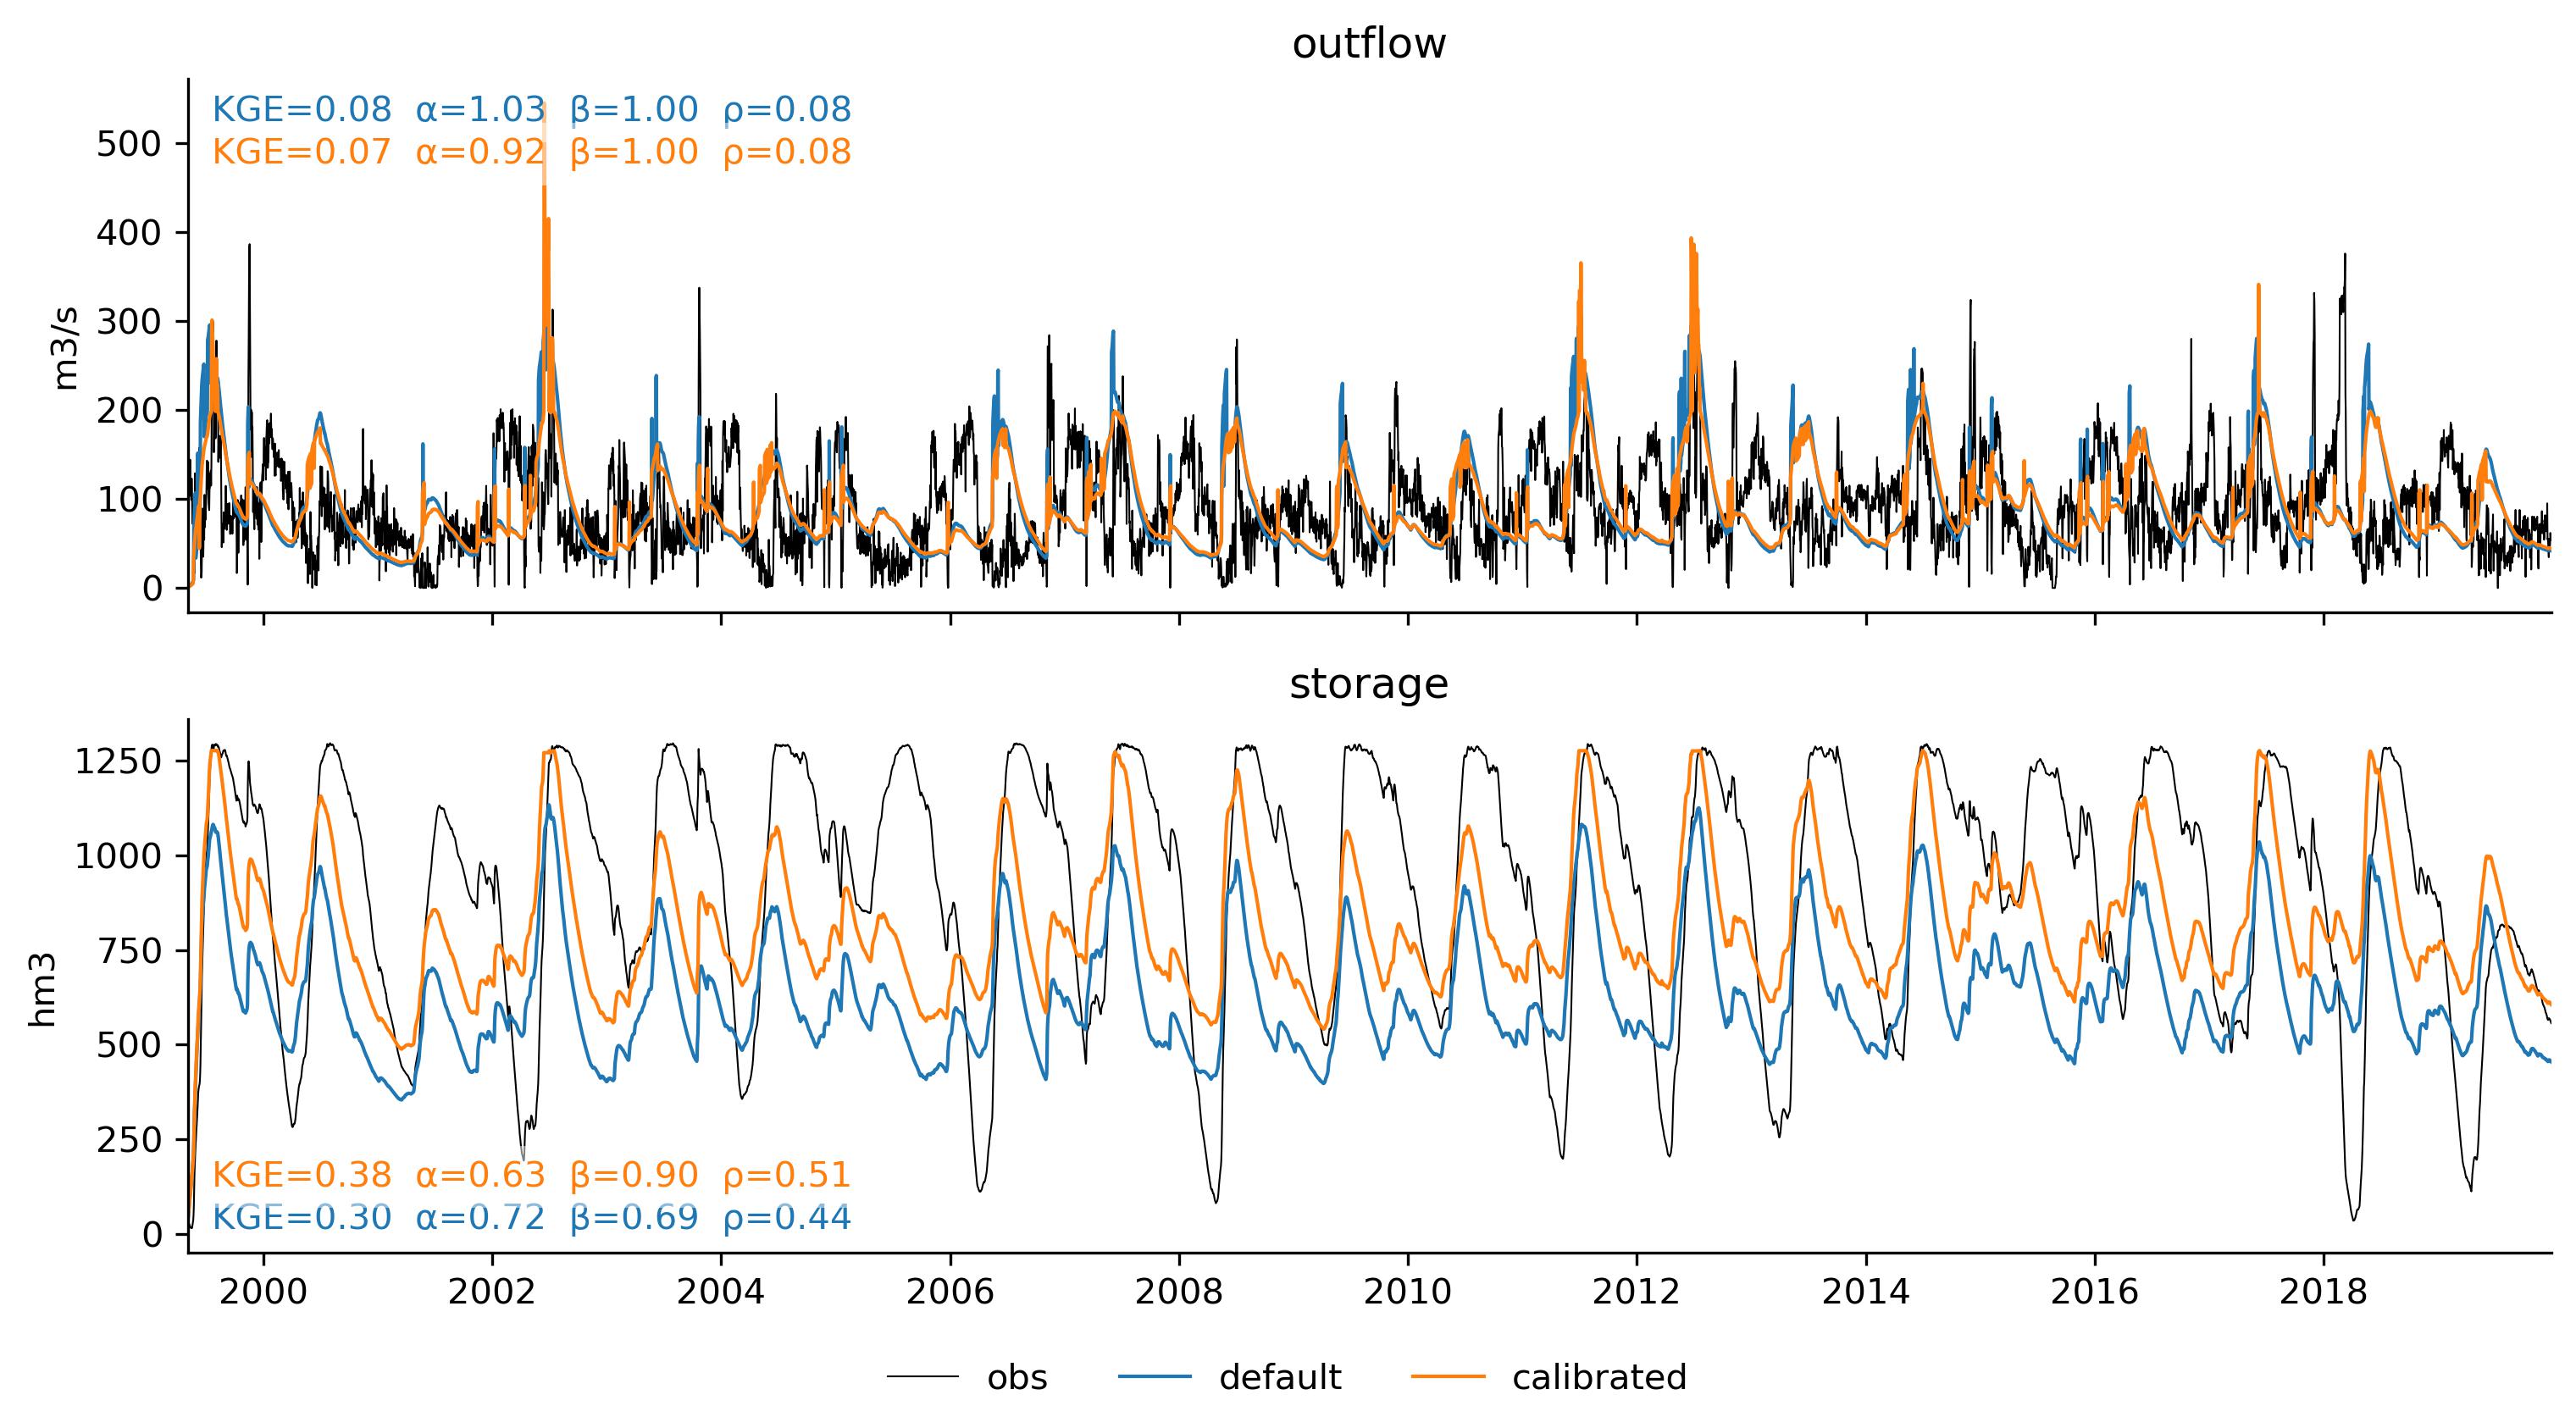 outflow
KGE=0.08 α=1.03 β=1.00 ρ=0.08
KGE=0.07 α=0.92 β=1.00 ρ=0.08
500
400
300
200
100
0
m3/s
storage
1250
1000
750
500
250
0
hm3
KGE=0.38 α=0.63 β=0.90 ρ=0.51
KGE=0.30 α=0.72 β=0.69 ρ=0.44
2000 2002 2004 2006 2008 2010 2012 2014 2016 2018
obs default calibrated